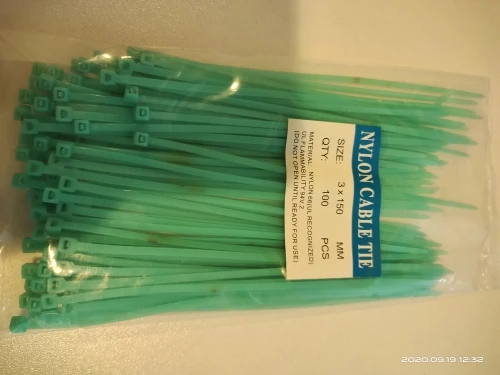 NYLON CABLE TIE
SIZE: 3 x 150 MM
QTY: 100 PCS
MATERIAL: NYLON 66(UL RECOGNIZED)
UL FLAMMABILITY 94V 2
(DO NOT OPEN UNTIL READY FOR USE)
2020.09.19 12:32